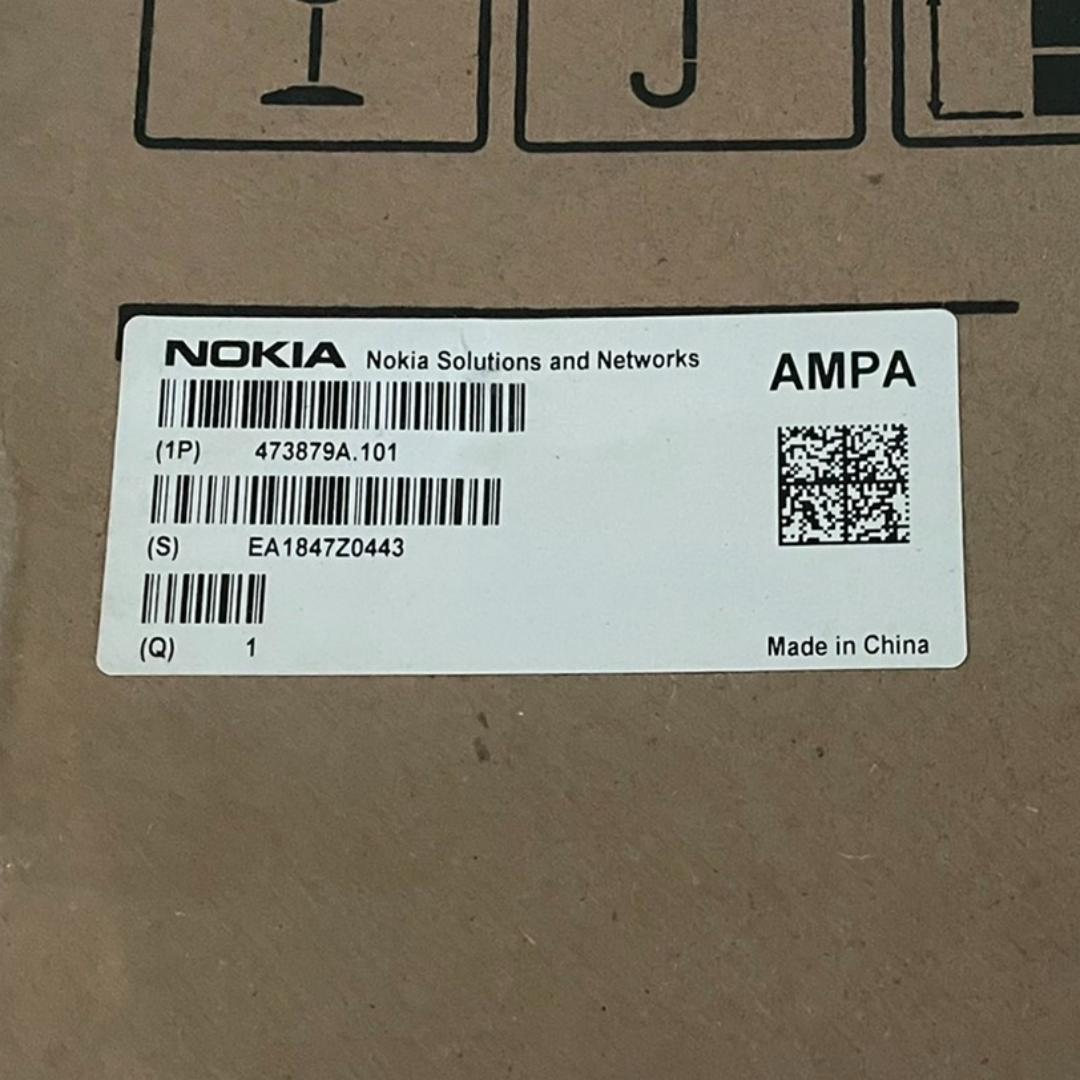 NOKIA Nokia Solutions and Networks
AMPA
(1P) 473879A.101
(S) EA1847Z0443
(Q) 1
Made in China